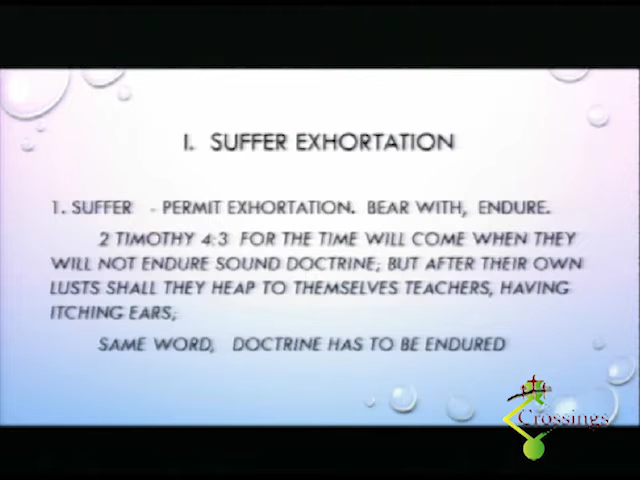 I. SUFFER EXHORTATION
1. SUFFER - PERMIT EXHORTATION. BEAR WITH, ENDURE.
2 TIMOTHY 4:3 FOR THE TIME WILL COME WHEN THEY
WILL NOT ENDURE SOUND DOCTRINE; BUT AFTER THEIR OWN
LUSTS SHALL THEY HEAP TO THEMSELVES TEACHERS, HAVING
ITCHING EARS;
SAME WORD, DOCTRINE HAS TO BE ENDURED
Crossings